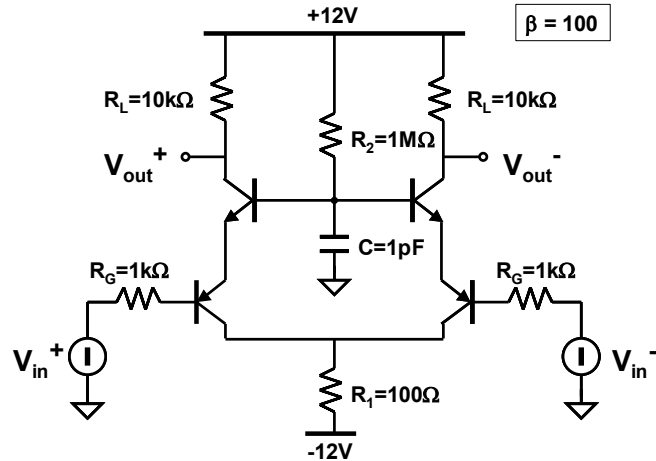 +12V
β = 100
R_L=10kΩ
R_L=10kΩ
R_2=1MΩ
V_out^+
V_out^-
C=1pF
R_G=1kΩ
R_G=1kΩ
V_in^+
V_in^-
R_1=100Ω
-12V